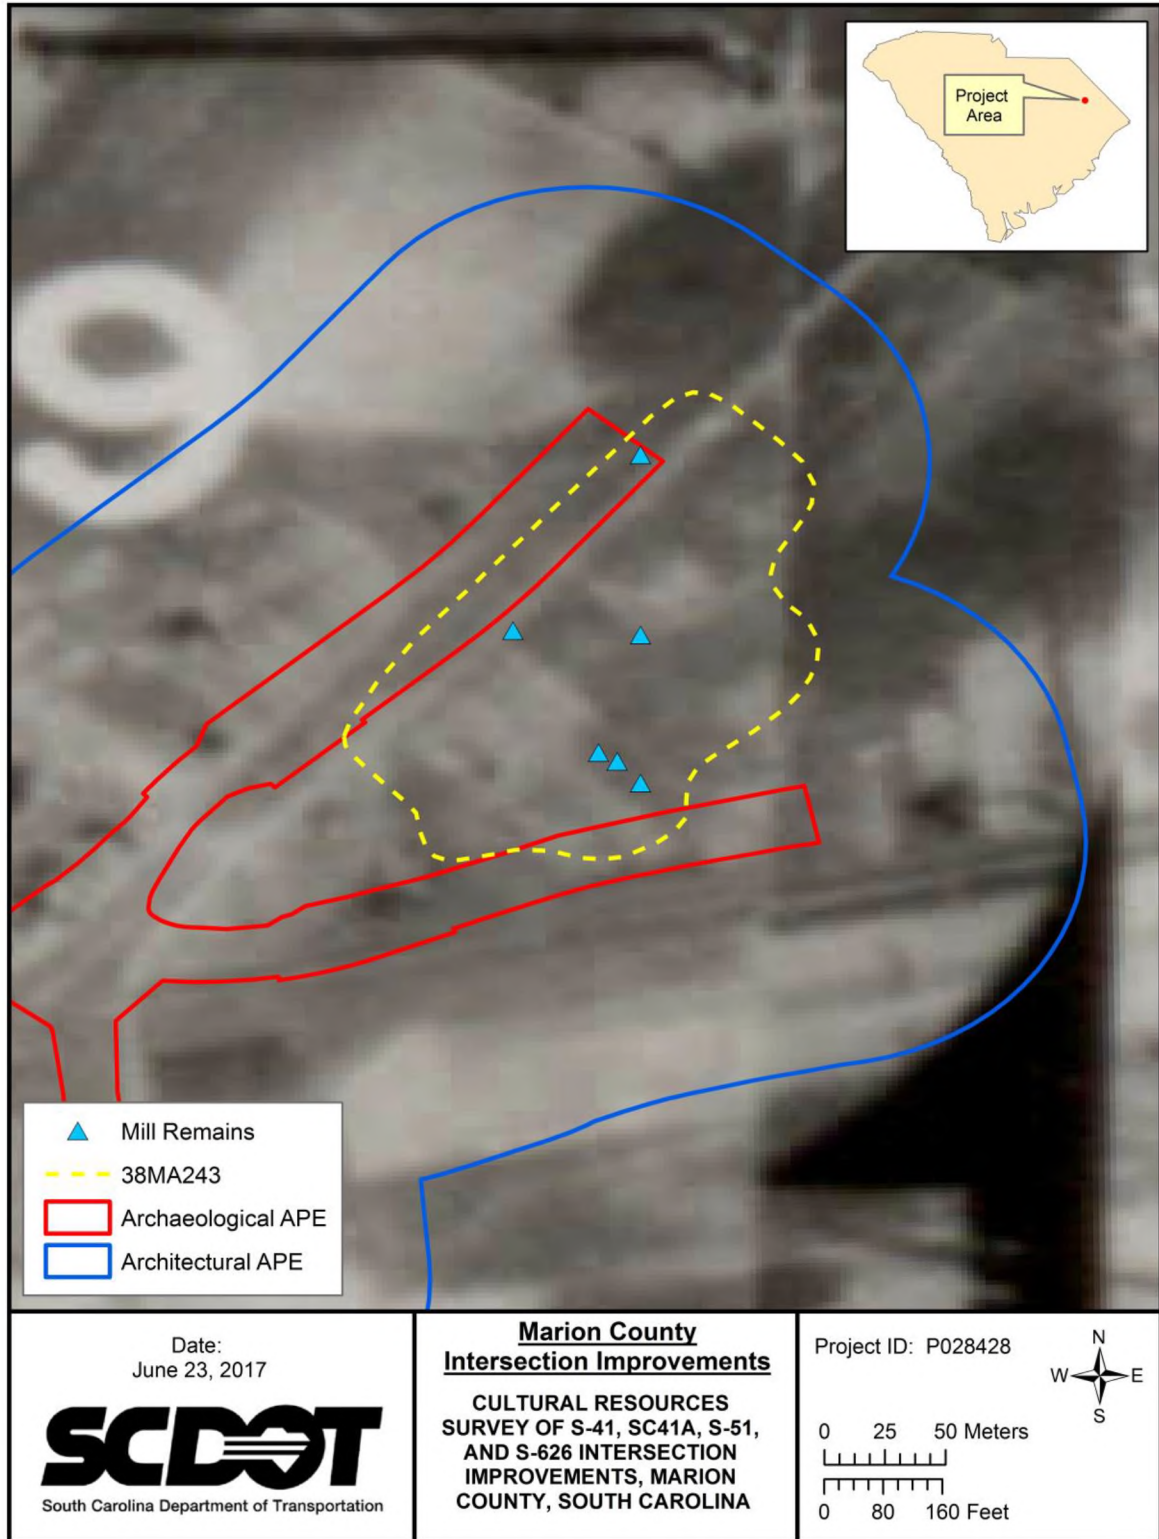 Project
Area
9
Mill Remains
38MA243
Archaeological APE
Architectural APE
Date:
June 23, 2017
SCDOT
South Carolina Department of Transportation
Marion County
Intersection Improvements
CULTURAL RESOURCES
SURVEY OF S-41, SC41A, S-51,
AND S-626 INTERSECTION
IMPROVEMENTS, MARION
COUNTY, SOUTH CAROLINA
Project ID: P028428
N
W E
S
0 25 50 Meters
0 80 160 Feet